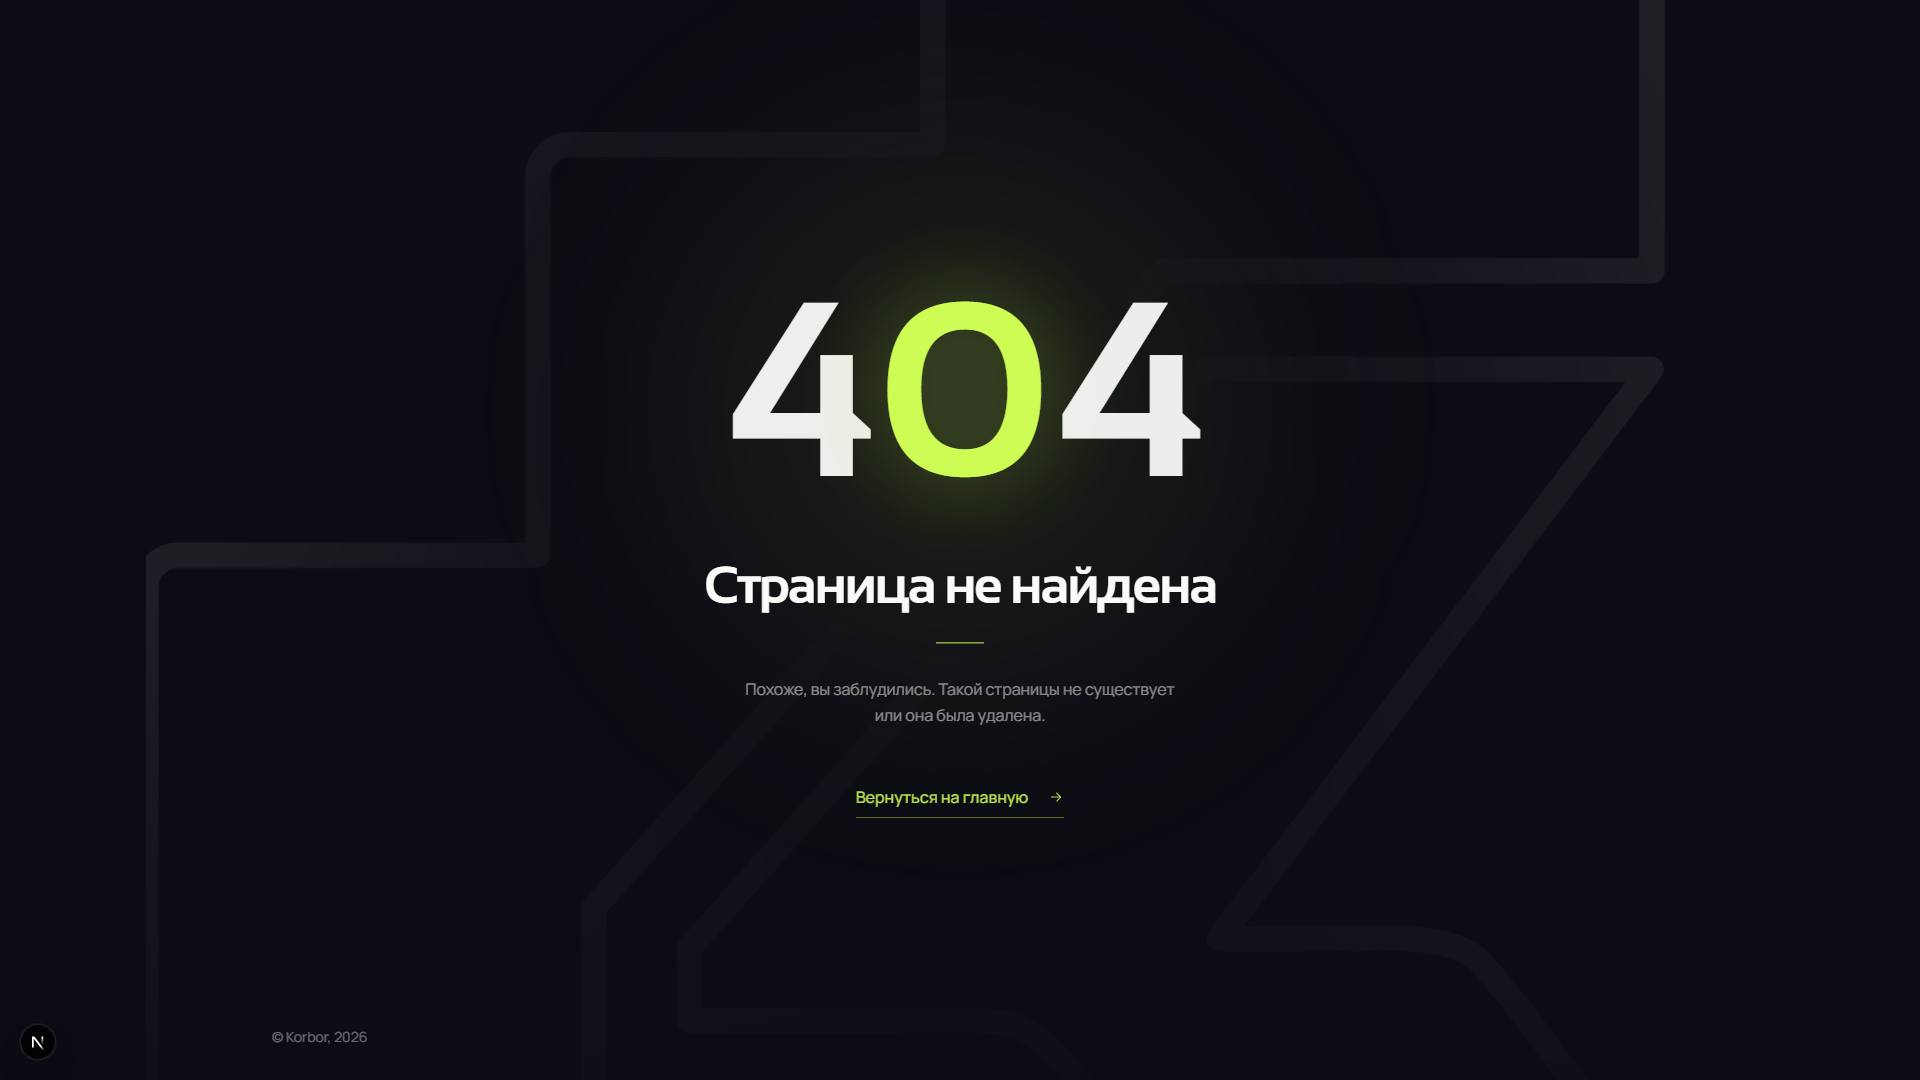 404
Страница не найдена
Похоже, вы заблудились. Такой страницы не существует
или она была удалена.
Вернуться на главную →
© Korbor, 2026
N